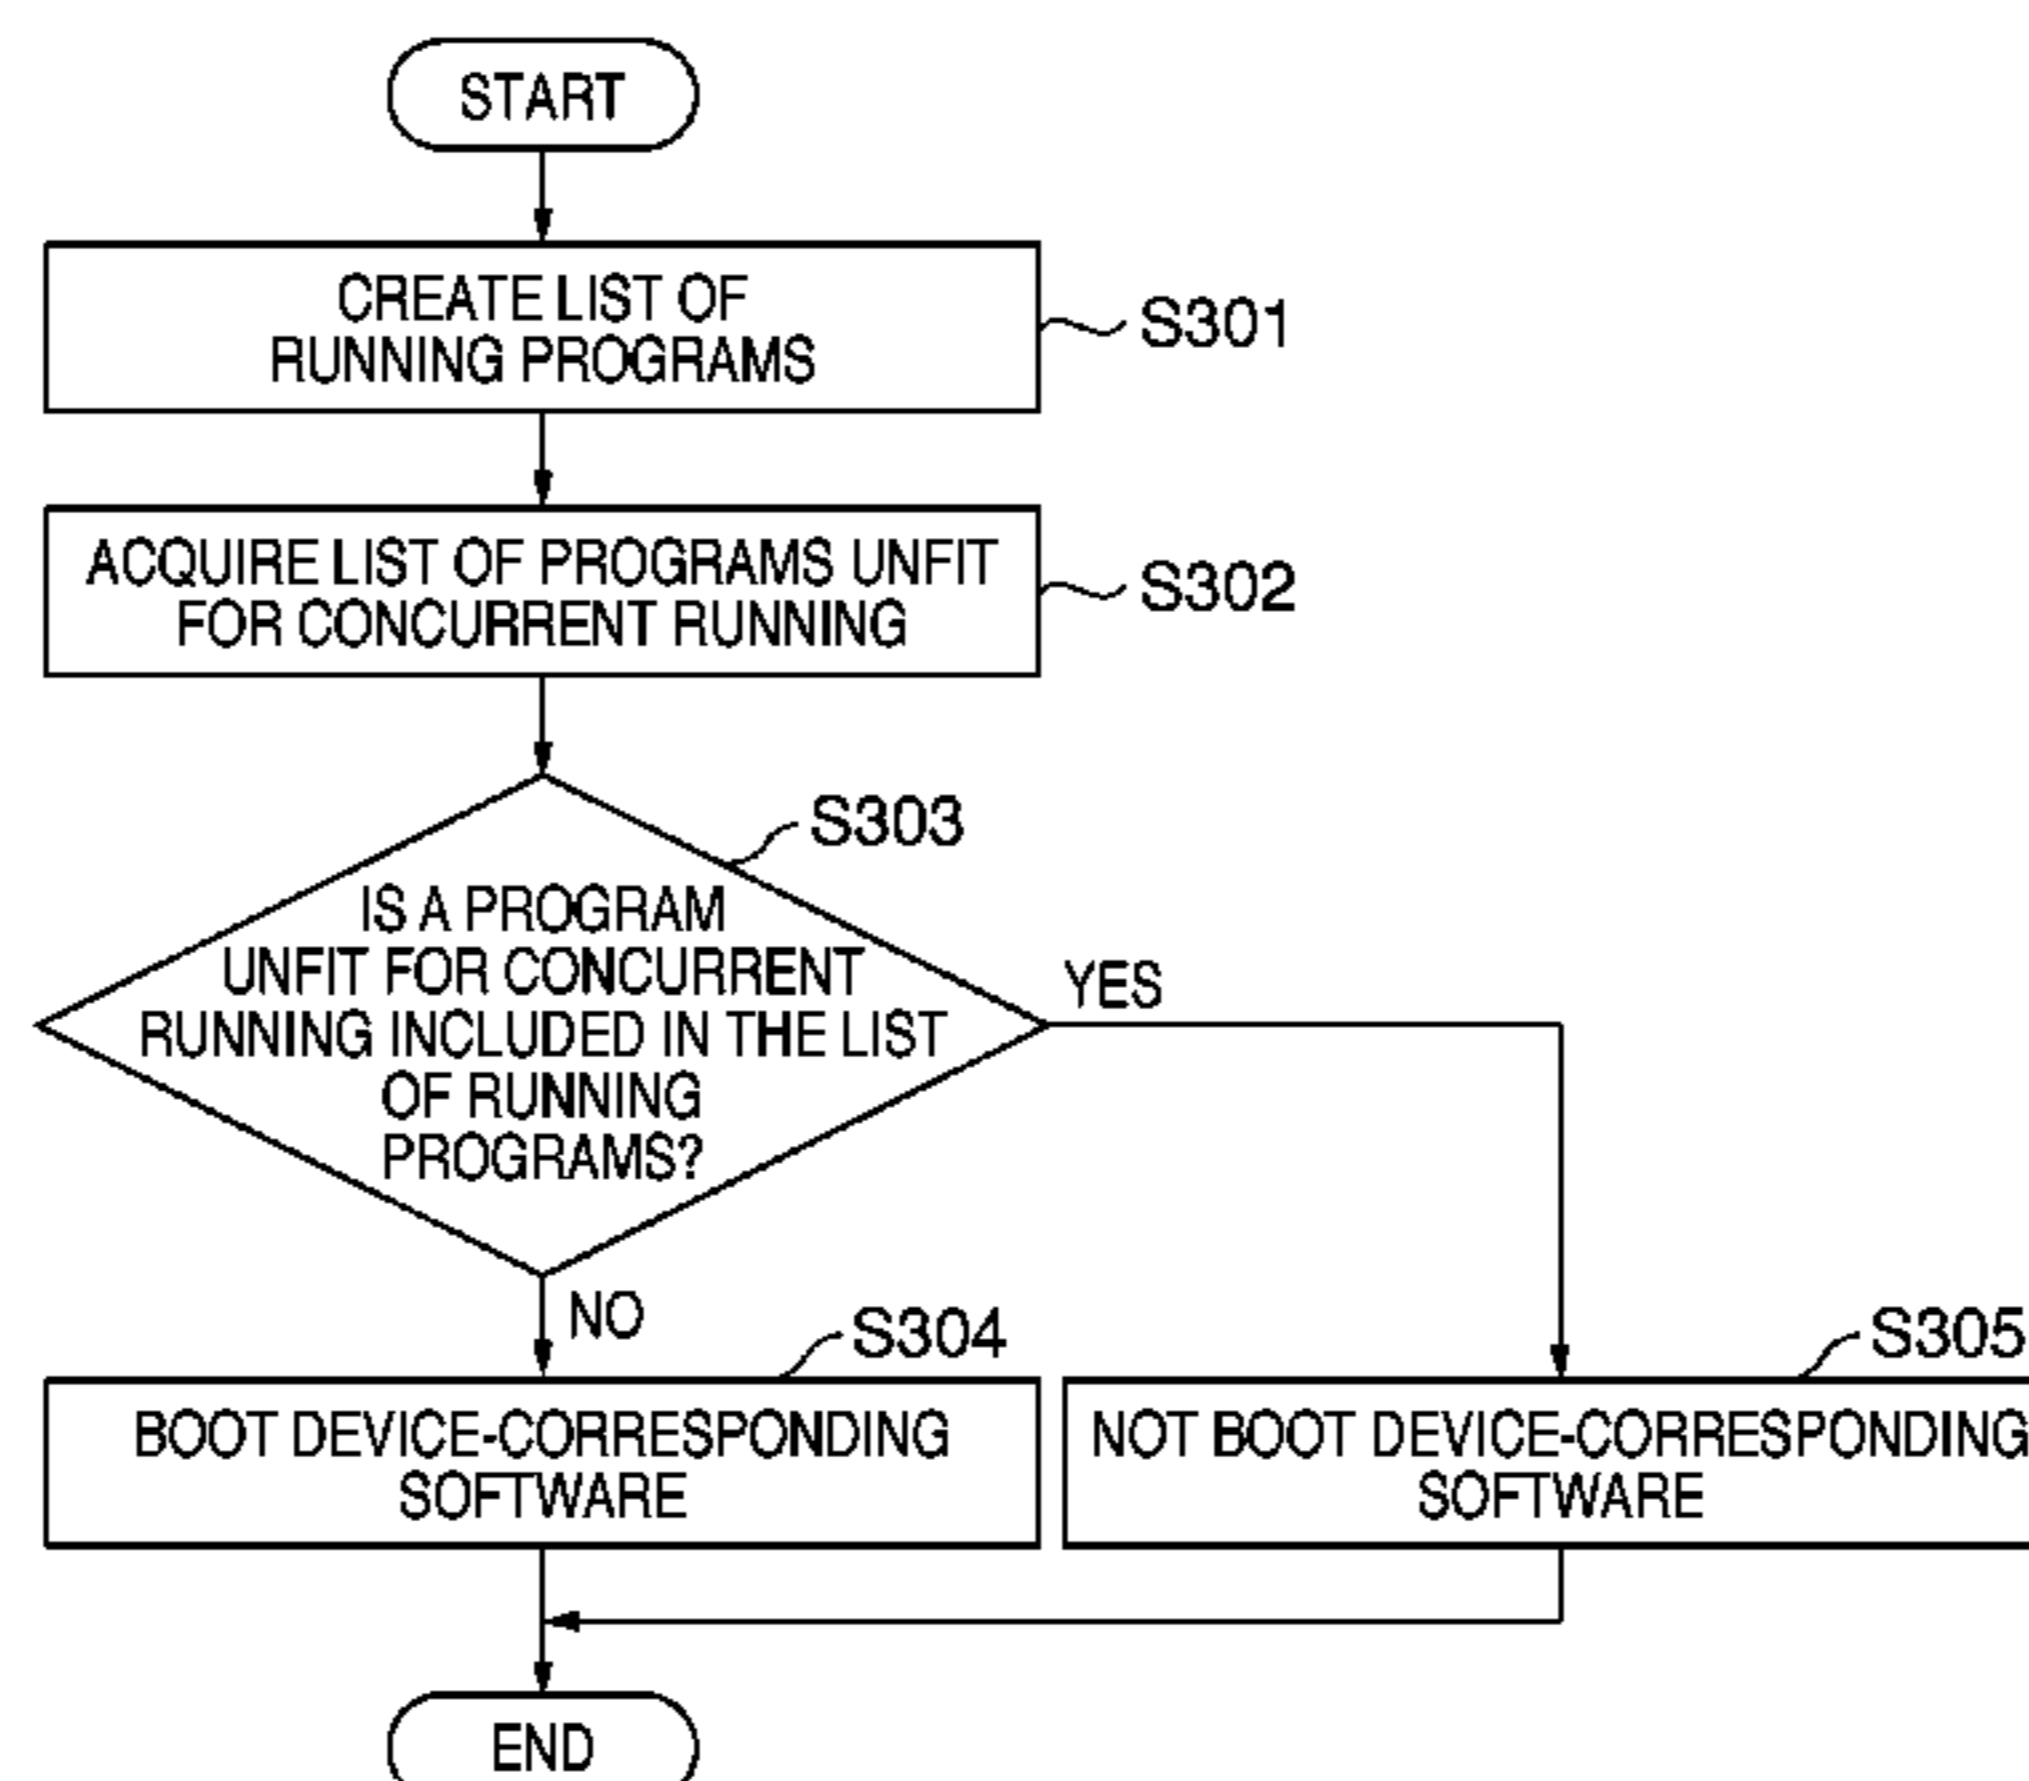 START
CREATE LIST OF
RUNNING PROGRAMS
S301
ACQUIRE LIST OF PROGRAMS UNFIT
FOR CONCURRENT RUNNING
S302
S303
IS A PROGRAM
UNFIT FOR CONCURRENT
RUNNING INCLUDED IN THE LIST
OF RUNNING
PROGRAMS?
YES
NO
S304
BOOT DEVICE-CORRESPONDING
SOFTWARE
S305
NOT BOOT DEVICE-CORRESPONDING
SOFTWARE
END